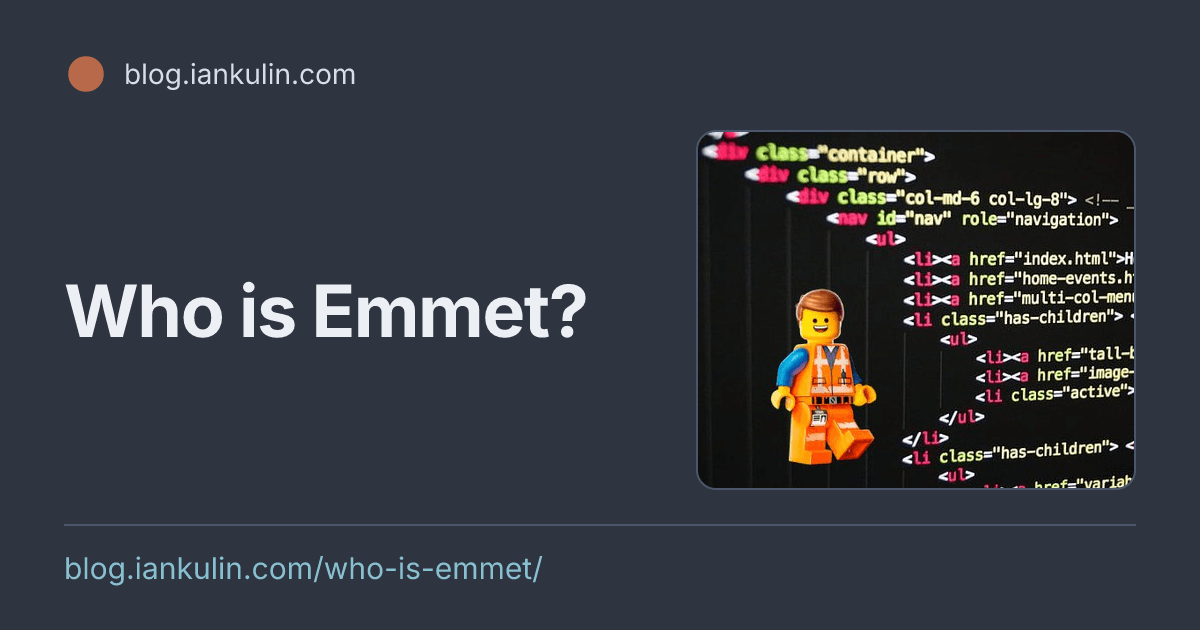 blog.iankulin.com
Who is Emmet?
<div class="container">
<div class="row">
<div class="col-md-6 col-lg-8"> <!--
<nav id="nav" role="navigation">
<ul>
<li><a href="index.html">H
<li><a href="home-events.h
<li><a href="multi-col-men
<li class="has-children"> <
<ul>
<li><a href="tall-b
<li><a href="image-
<li class="active">
</ul>
</li>
<li class="has-children"> <
<ul>
<li><a href="variab
blog.iankulin.com/who-is-emmet/